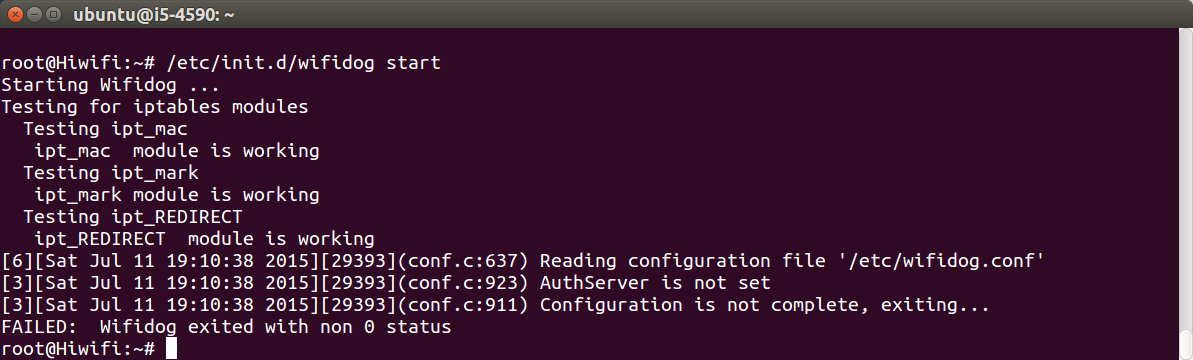 ubuntu@i5-4590: ~
root@Hiwifi:~# /etc/init.d/wifidog start
Starting Wifidog ...
Testing for iptables modules
  Testing ipt_mac
   ipt_mac  module is working
  Testing ipt_mark
   ipt_mark module is working
  Testing ipt_REDIRECT
   ipt_REDIRECT  module is working
[6][Sat Jul 11 19:10:38 2015][29393](conf.c:637) Reading configuration file '/etc/wifidog.conf'
[3][Sat Jul 11 19:10:38 2015][29393](conf.c:923) AuthServer is not set
[3][Sat Jul 11 19:10:38 2015][29393](conf.c:911) Configuration is not complete, exiting...
FAILED:  Wifidog exited with non 0 status
root@Hiwifi:~#